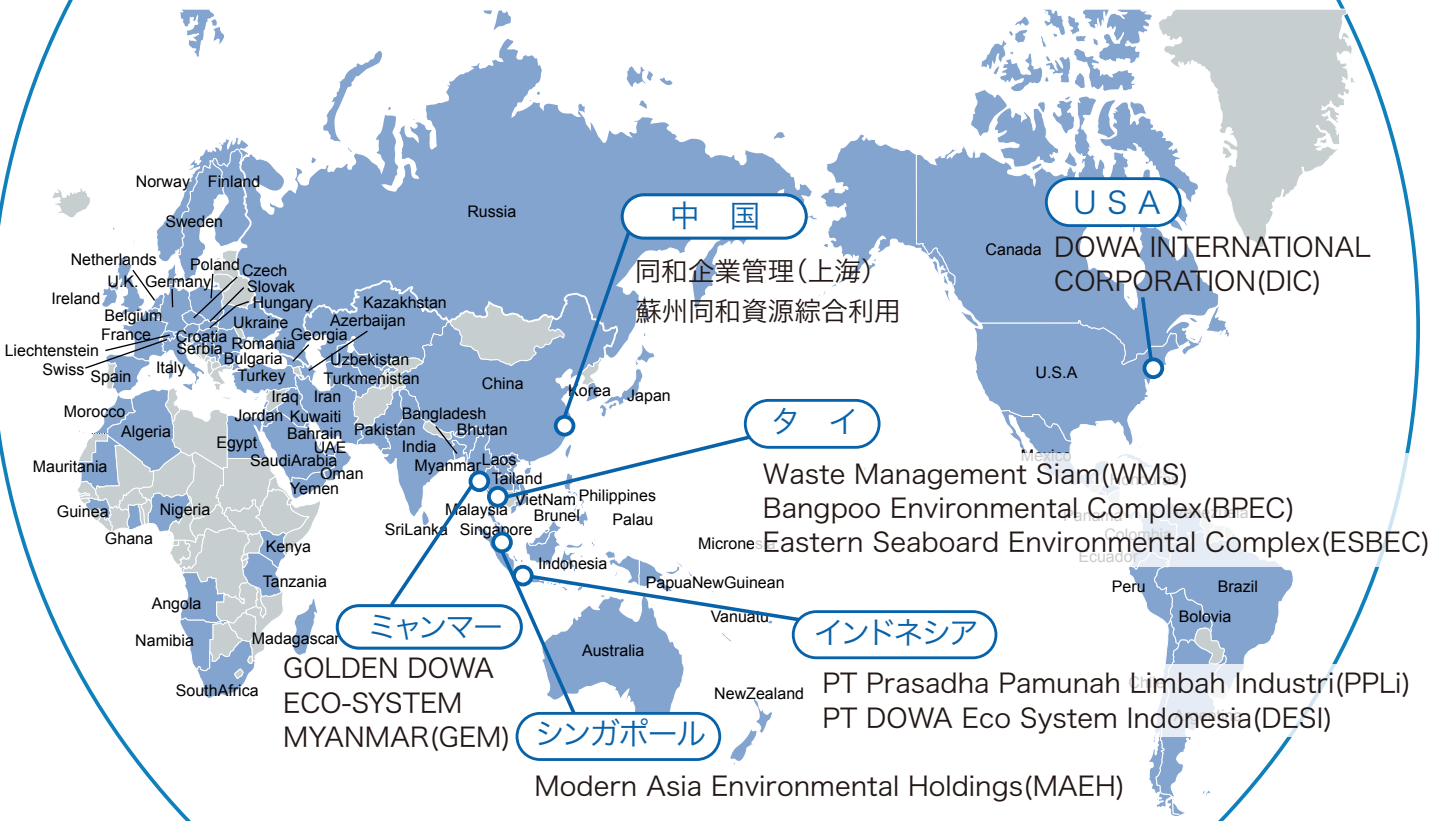 Norway
Finland
Sweden
Russia
Netherlands
Poland
Czech
U.K.
Germany
Slovak
Ireland
Hungary
Belgium
Kazakhstan
France
Croatia
Ukraine
Azerbaijan
Liechtenstein
Serbia
Romania
Georgia
Swiss
Bulgaria
Uzbekistan
Spain
Italy
Turkey
Turkmenistan
China
Korea
Japan
Iraq
Iran
Morocco
Jordan
Kuwaiti
Bangladesh
Algeria
Bahrain
Pakistan
Bhutan
Egypt
UAE
India
Mauritania
SaudiArabia
Oman
Myanmar
Laos
Yemen
Tailand
Guinea
Nigeria
Malaysia
VietNam
Philippines
Ghana
SriLanka
Singapore
Brunel
Palau
Kenya
Indonesia
Micrones
Tanzania
PapuaNewGuinean
Angola
Vanuatu
Namibia
Madagascar
Australia
SouthAfrica
NewZealand
Canada
U.S.A
Mexico
Panama
Colombia
Ecuador
Peru
Brazil
Bolovia
中 国
同和企業管理(上海)
蘇州同和資源綜合利用
USA
DOWA INTERNATIONAL
CORPORATION(DIC)
タ イ
Waste Management Siam(WMS)
Bangpoo Environmental Complex(BPEC)
Eastern Seaboard Environmental Complex(ESBEC)
ミャンマー
GOLDEN DOWA
ECO-SYSTEM
MYANMAR(GEM)
インドネシア
PT Prasadha Pamunah Limbah Industri(PPLi)
PT DOWA Eco System Indonesia(DESI)
シンガポール
Modern Asia Environmental Holdings(MAEH)